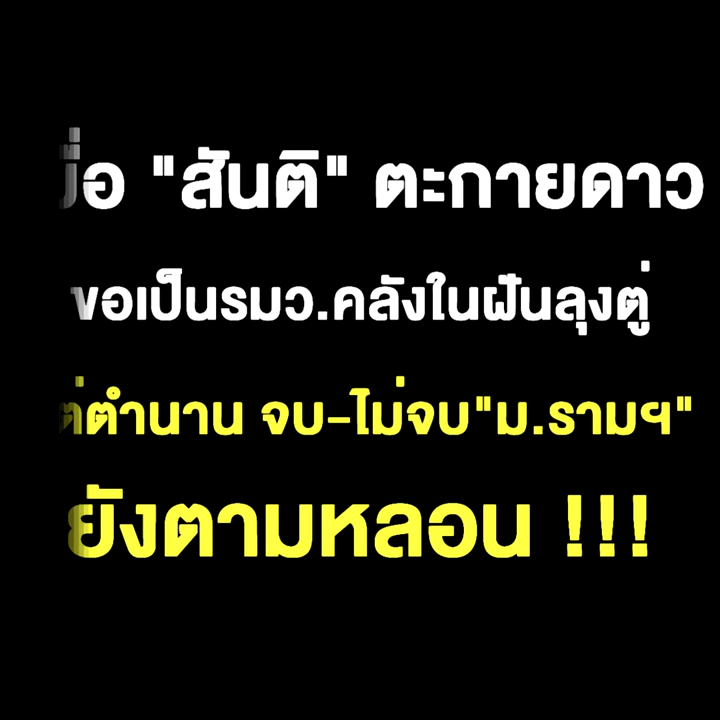 มื่อ "สันติ" ตะกายดาว
ขอเป็นรมว.คลังในฝันลุงตู่
ต่ตำนาน จบ-ไม่จบ"ม.รามฯ"
ยังตามหลอน !!!